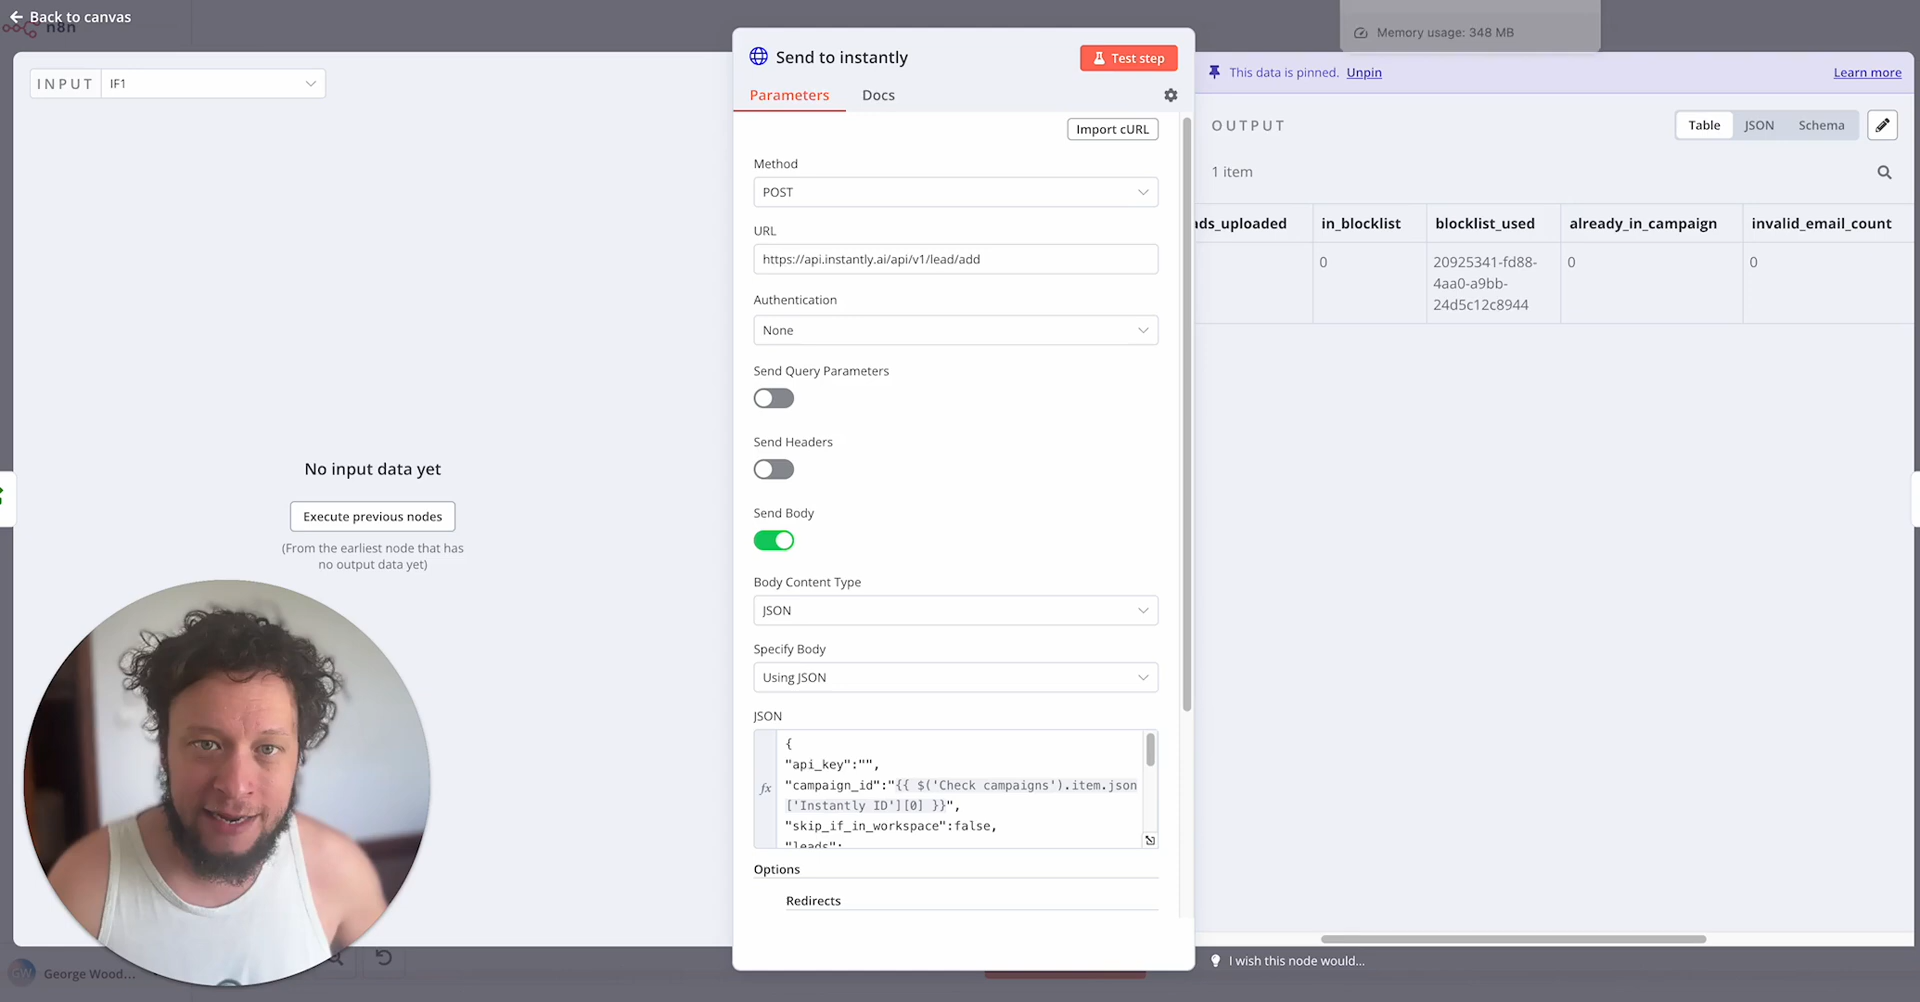 Back to canvas
n8n
Memory usage: 348 MB
INPUT
IF1
No input data yet
Execute previous nodes
(From the earliest node that has
no output data yet)
George Wood...
Send to instantly
Test step
Parameters
Docs
Import cURL
Method
POST
URL
https://api.instantly.ai/api/v1/lead/add
Authentication
None
Send Query Parameters
Send Headers
Send Body
Body Content Type
JSON
Specify Body
Using JSON
JSON
fx
{
"api_key":"",
"campaign_id":"{{ $('Check campaigns').item.json
['Instantly ID'][0] }}",
"skip_if_in_workspace":false,
"leads":
Options
Redirects
This data is pinned. Unpin
Learn more
OUTPUT
Table
JSON
Schema
1 item
ds_uploaded
in_blocklist
blocklist_used
already_in_campaign
invalid_email_count
0
20925341-fd88-
4aa0-a9bb-
24d5c12c8944
0
0
I wish this node would...